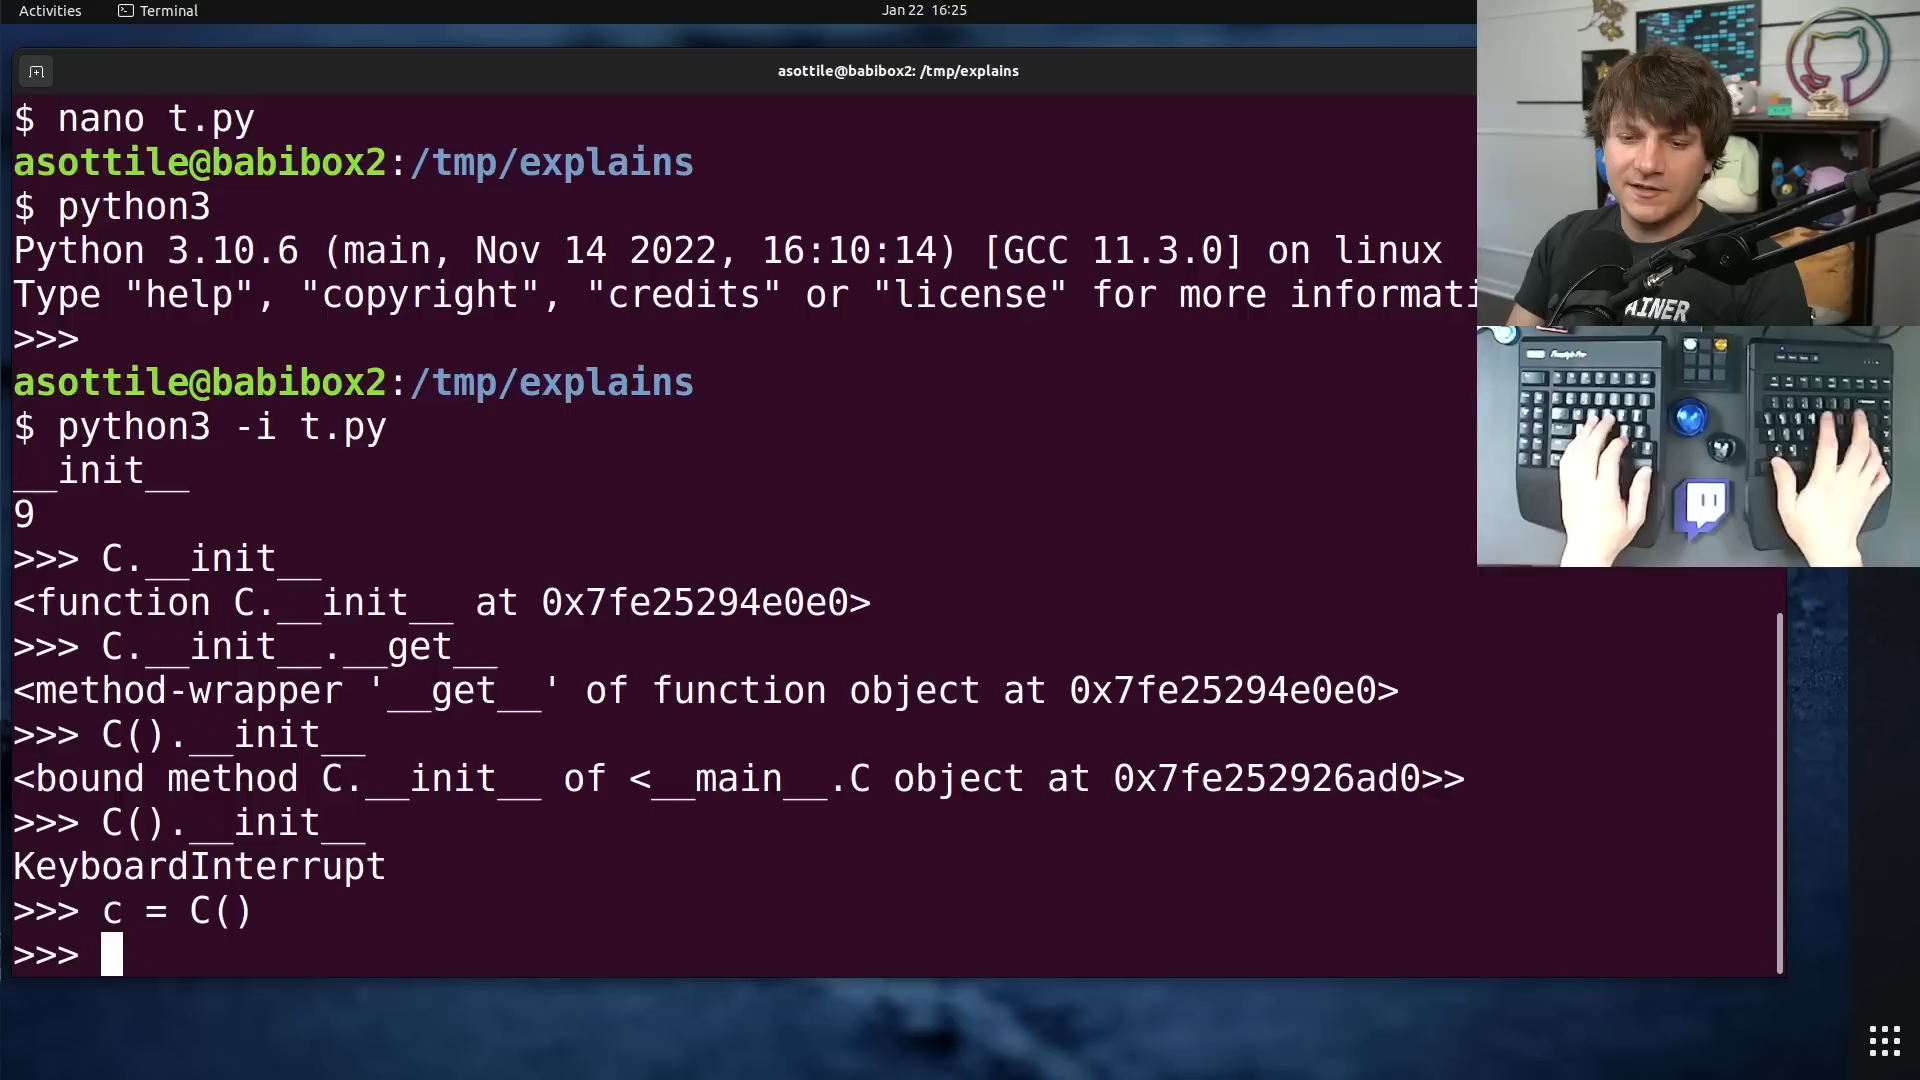 Activities
Terminal
Jan 22 16:25
asottile@babibox2: /tmp/explains
$ nano t.py
asottile@babibox2:/tmp/explains
$ python3
Python 3.10.6 (main, Nov 14 2022, 16:10:14) [GCC 11.3.0] on linux
Type "help", "copyright", "credits" or "license" for more informati
>>>
asottile@babibox2:/tmp/explains
$ python3 -i t.py
__init__
9
>>> C.__init__
<function C.__init__ at 0x7fe25294e0e0>
>>> C.__init__.__get__
<method-wrapper '__get__' of function object at 0x7fe25294e0e0>
>>> C().__init__
<bound method C.__init__ of <__main__.C object at 0x7fe252926ad0>>
>>> C().__init__
KeyboardInterrupt
>>> c = C()
>>>
AINER
Freestyle Pro